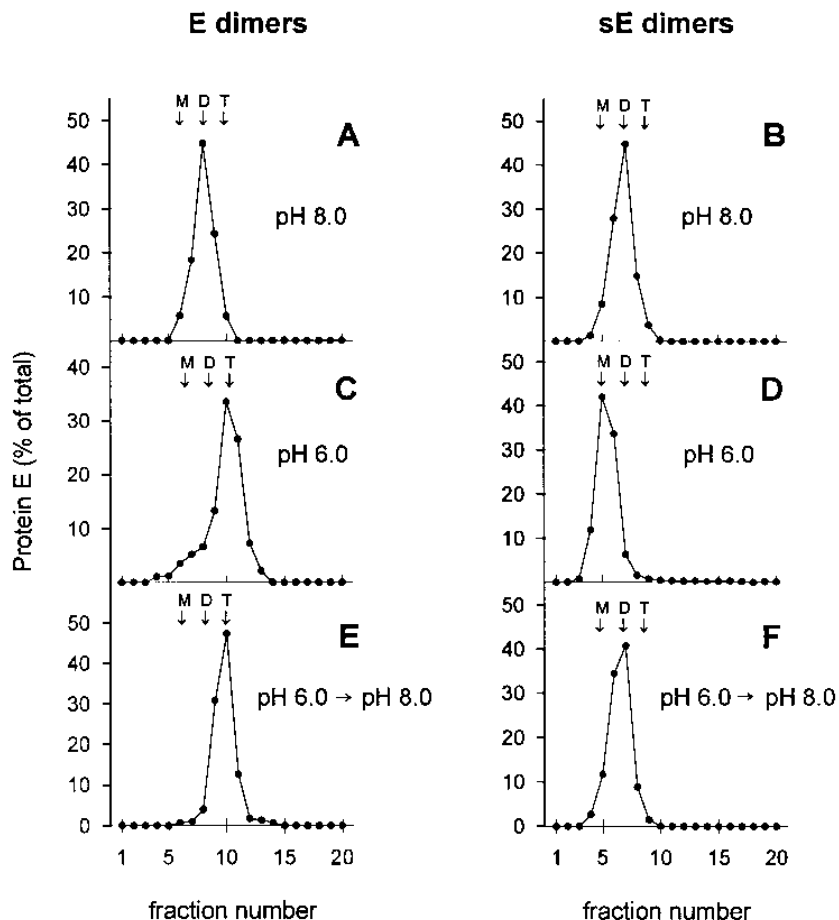 E dimers
sE dimers
Protein E (% of total)
M D T
50
40
30
20
10
A
pH 8.0
M D T
50
40
30
20
10
B
pH 8.0
M D T
40
30
20
10
C
pH 6.0
M D T
50
40
30
20
10
D
pH 6.0
M D T
50
40
30
20
10
0
E
pH 6.0 → pH 8.0
1 5 10 15 20
fraction number
M D T
50
40
30
20
10
0
F
pH 6.0 → pH 8.0
1 5 10 15 20
fraction number